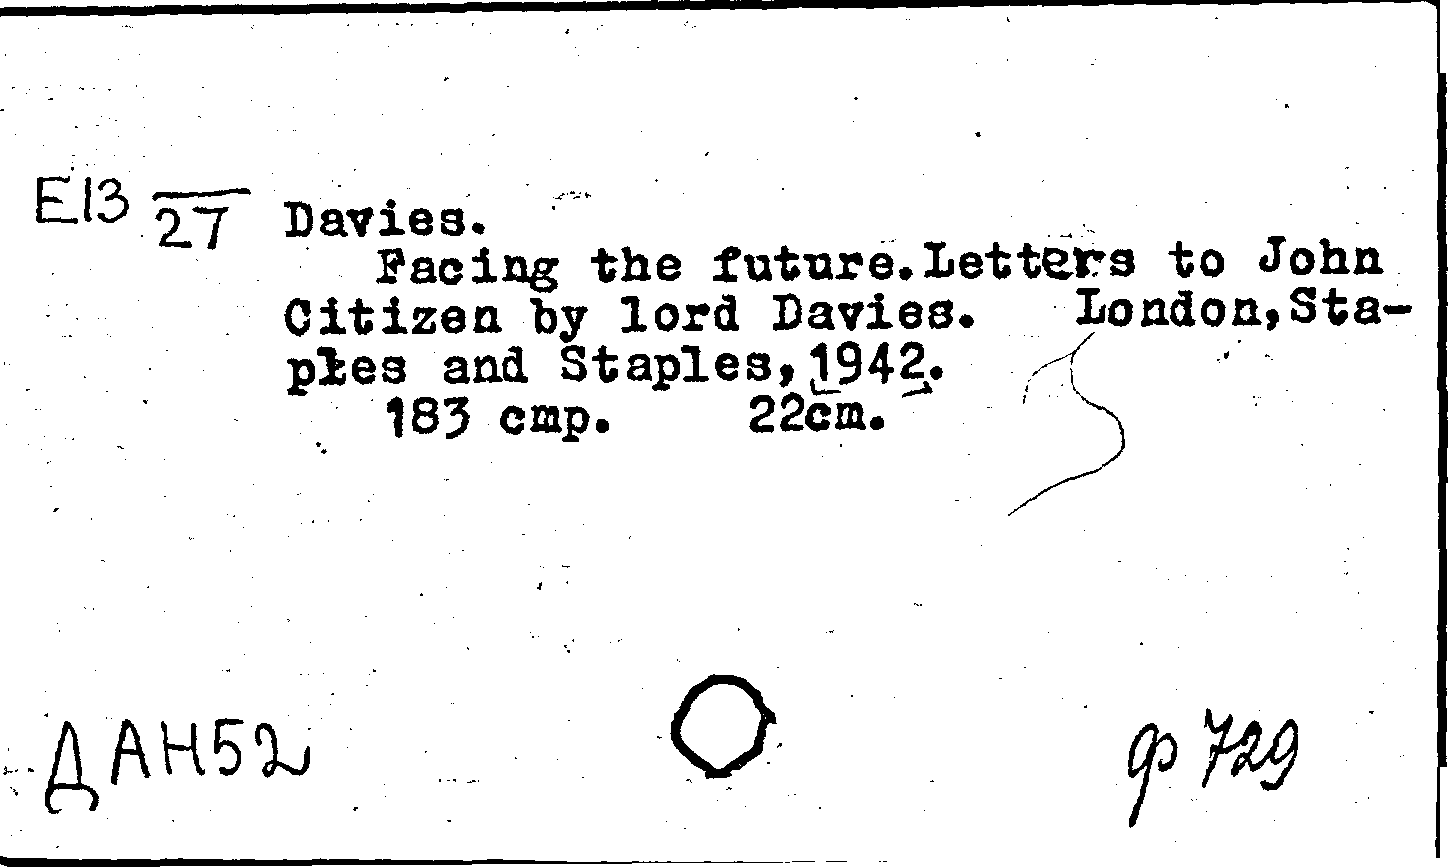 E13 27 Davies.
Facing the future.Letters to John
Citizen by lord Davies. London,Sta-
ples and Staples,1942.
183 cmp. 22cm.
ДАН52 ф 729